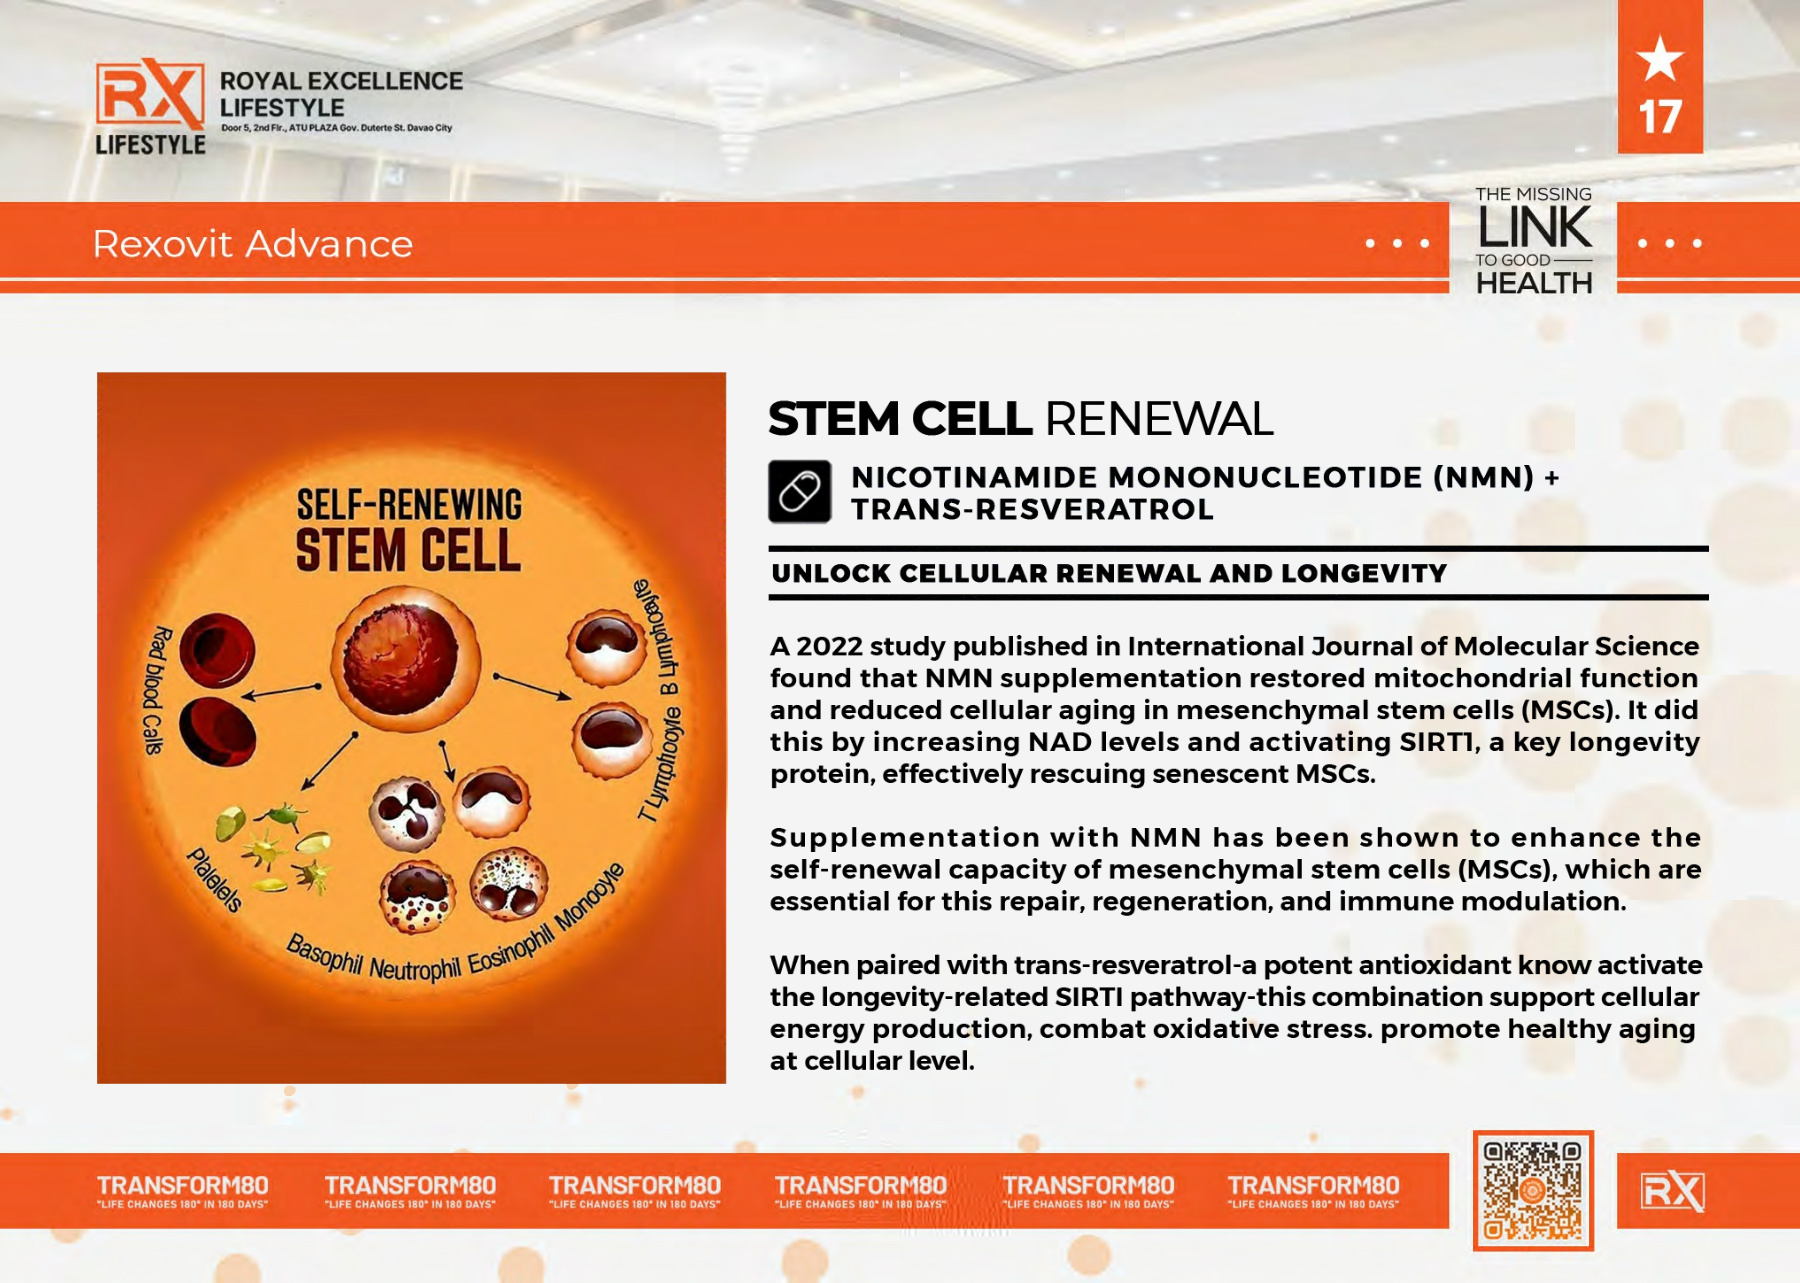 RX
LIFESTYLE
ROYAL EXCELLENCE
LIFESTYLE
Door 5, 2nd Flr., ATU PLAZA Gov. Duterte St. Davao City
17
Rexovit Advance
THE MISSING
LINK
TO GOOD
HEALTH
SELF-RENEWING
STEM CELL
Rad blood Calls
B Lymphocyte
T Lymphooyle
Plalelels
Basophil Neutrophil Eosinophil Monooyle
STEM CELL RENEWAL
NICOTINAMIDE MONONUCLEOTIDE (NMN) +
TRANS-RESVERATROL
UNLOCK CELLULAR RENEWAL AND LONGEVITY
A 2022 study published in International Journal of Molecular Science
found that NMN supplementation restored mitochondrial function
and reduced cellular aging in mesenchymal stem cells (MSCs). It did
this by increasing NAD levels and activating SIRT1, a key longevity
protein, effectively rescuing senescent MSCs.
Supplementation with NMN has been shown to enhance the
self-renewal capacity of mesenchymal stem cells (MSCs), which are
essential for this repair, regeneration, and immune modulation.
When paired with trans-resveratrol-a potent antioxidant know activate
the longevity-related SIRTI pathway-this combination support cellular
energy production, combat oxidative stress. promote healthy aging
at cellular level.
TRANSFORM80 TRANSFORM80 TRANSFORM80 TRANSFORM80 TRANSFORM80 TRANSFORM80
"LIFE CHANGES 180° IN 180 DAYS" "LIFE CHANGES 180° IN 180 DAYS" "LIFE CHANGES 180° IN 180 DAYS" "LIFE CHANGES 180° IN 180 DAYS" "LIFE CHANGES 180° IN 180 DAYS" "LIFE CHANGES 180° IN 180 DAYS"
RX